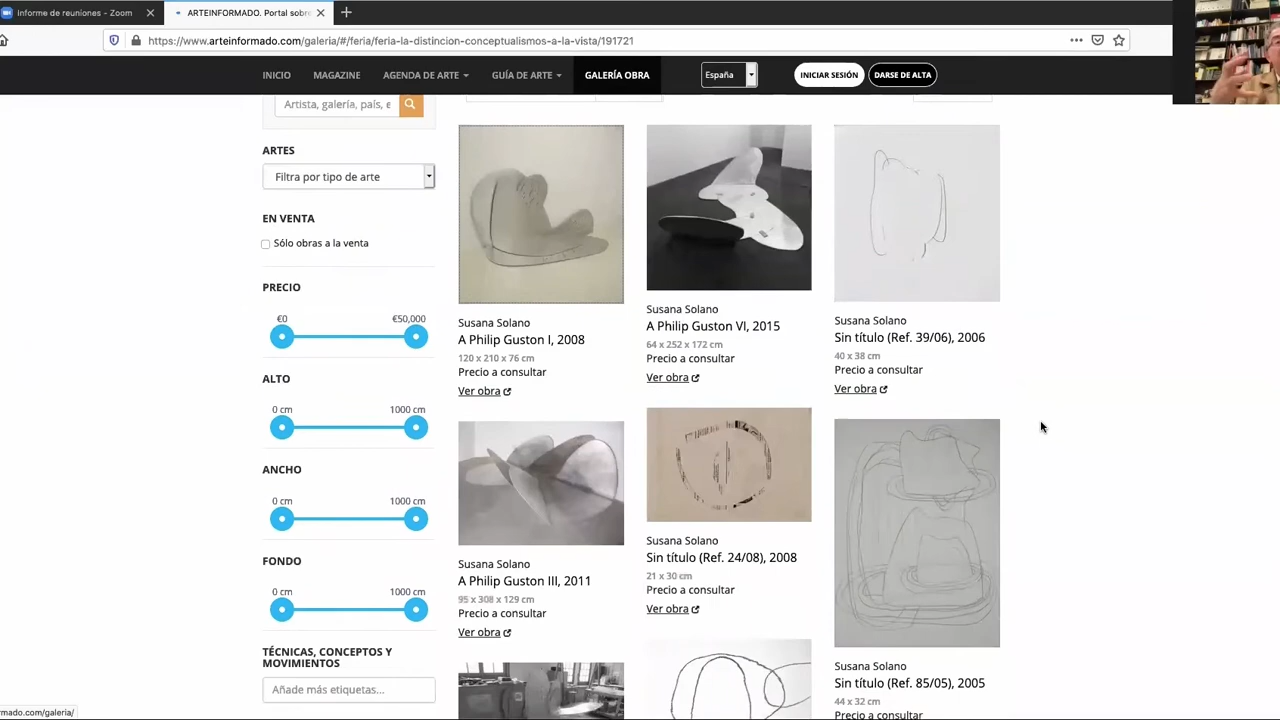 Informe de reuniones - Zoom
ARTEINFORMADO. Portal sobre
https://www.arteinformado.com/galeria/#/feria/feria-la-distincion-conceptualismos-a-la-vista/191721
INICIO
MAGAZINE
AGENDA DE ARTE
GUÍA DE ARTE
GALERÍA OBRA
España
INICIAR SESIÓN
DARSE DE ALTA
Artista, galería, país, e
ARTES
Filtra por tipo de arte
EN VENTA
Sólo obras a la venta
PRECIO
€0
€50,000
ALTO
0 cm
1000 cm
ANCHO
0 cm
1000 cm
FONDO
0 cm
1000 cm
TÉCNICAS, CONCEPTOS Y
MOVIMIENTOS
Añade más etiquetas...
Susana Solano
A Philip Guston I, 2008
120 x 210 x 76 cm
Precio a consultar
Ver obra
Susana Solano
A Philip Guston VI, 2015
64 x 252 x 172 cm
Precio a consultar
Ver obra
Susana Solano
Sin título (Ref. 39/06), 2006
40 x 38 cm
Precio a consultar
Ver obra
Susana Solano
A Philip Guston III, 2011
95 x 308 x 129 cm
Precio a consultar
Ver obra
Susana Solano
Sin título (Ref. 24/08), 2008
21 x 30 cm
Precio a consultar
Ver obra
Susana Solano
Sin título (Ref. 85/05), 2005
44 x 32 cm
Precio a consultar
rmado.com/galeria/